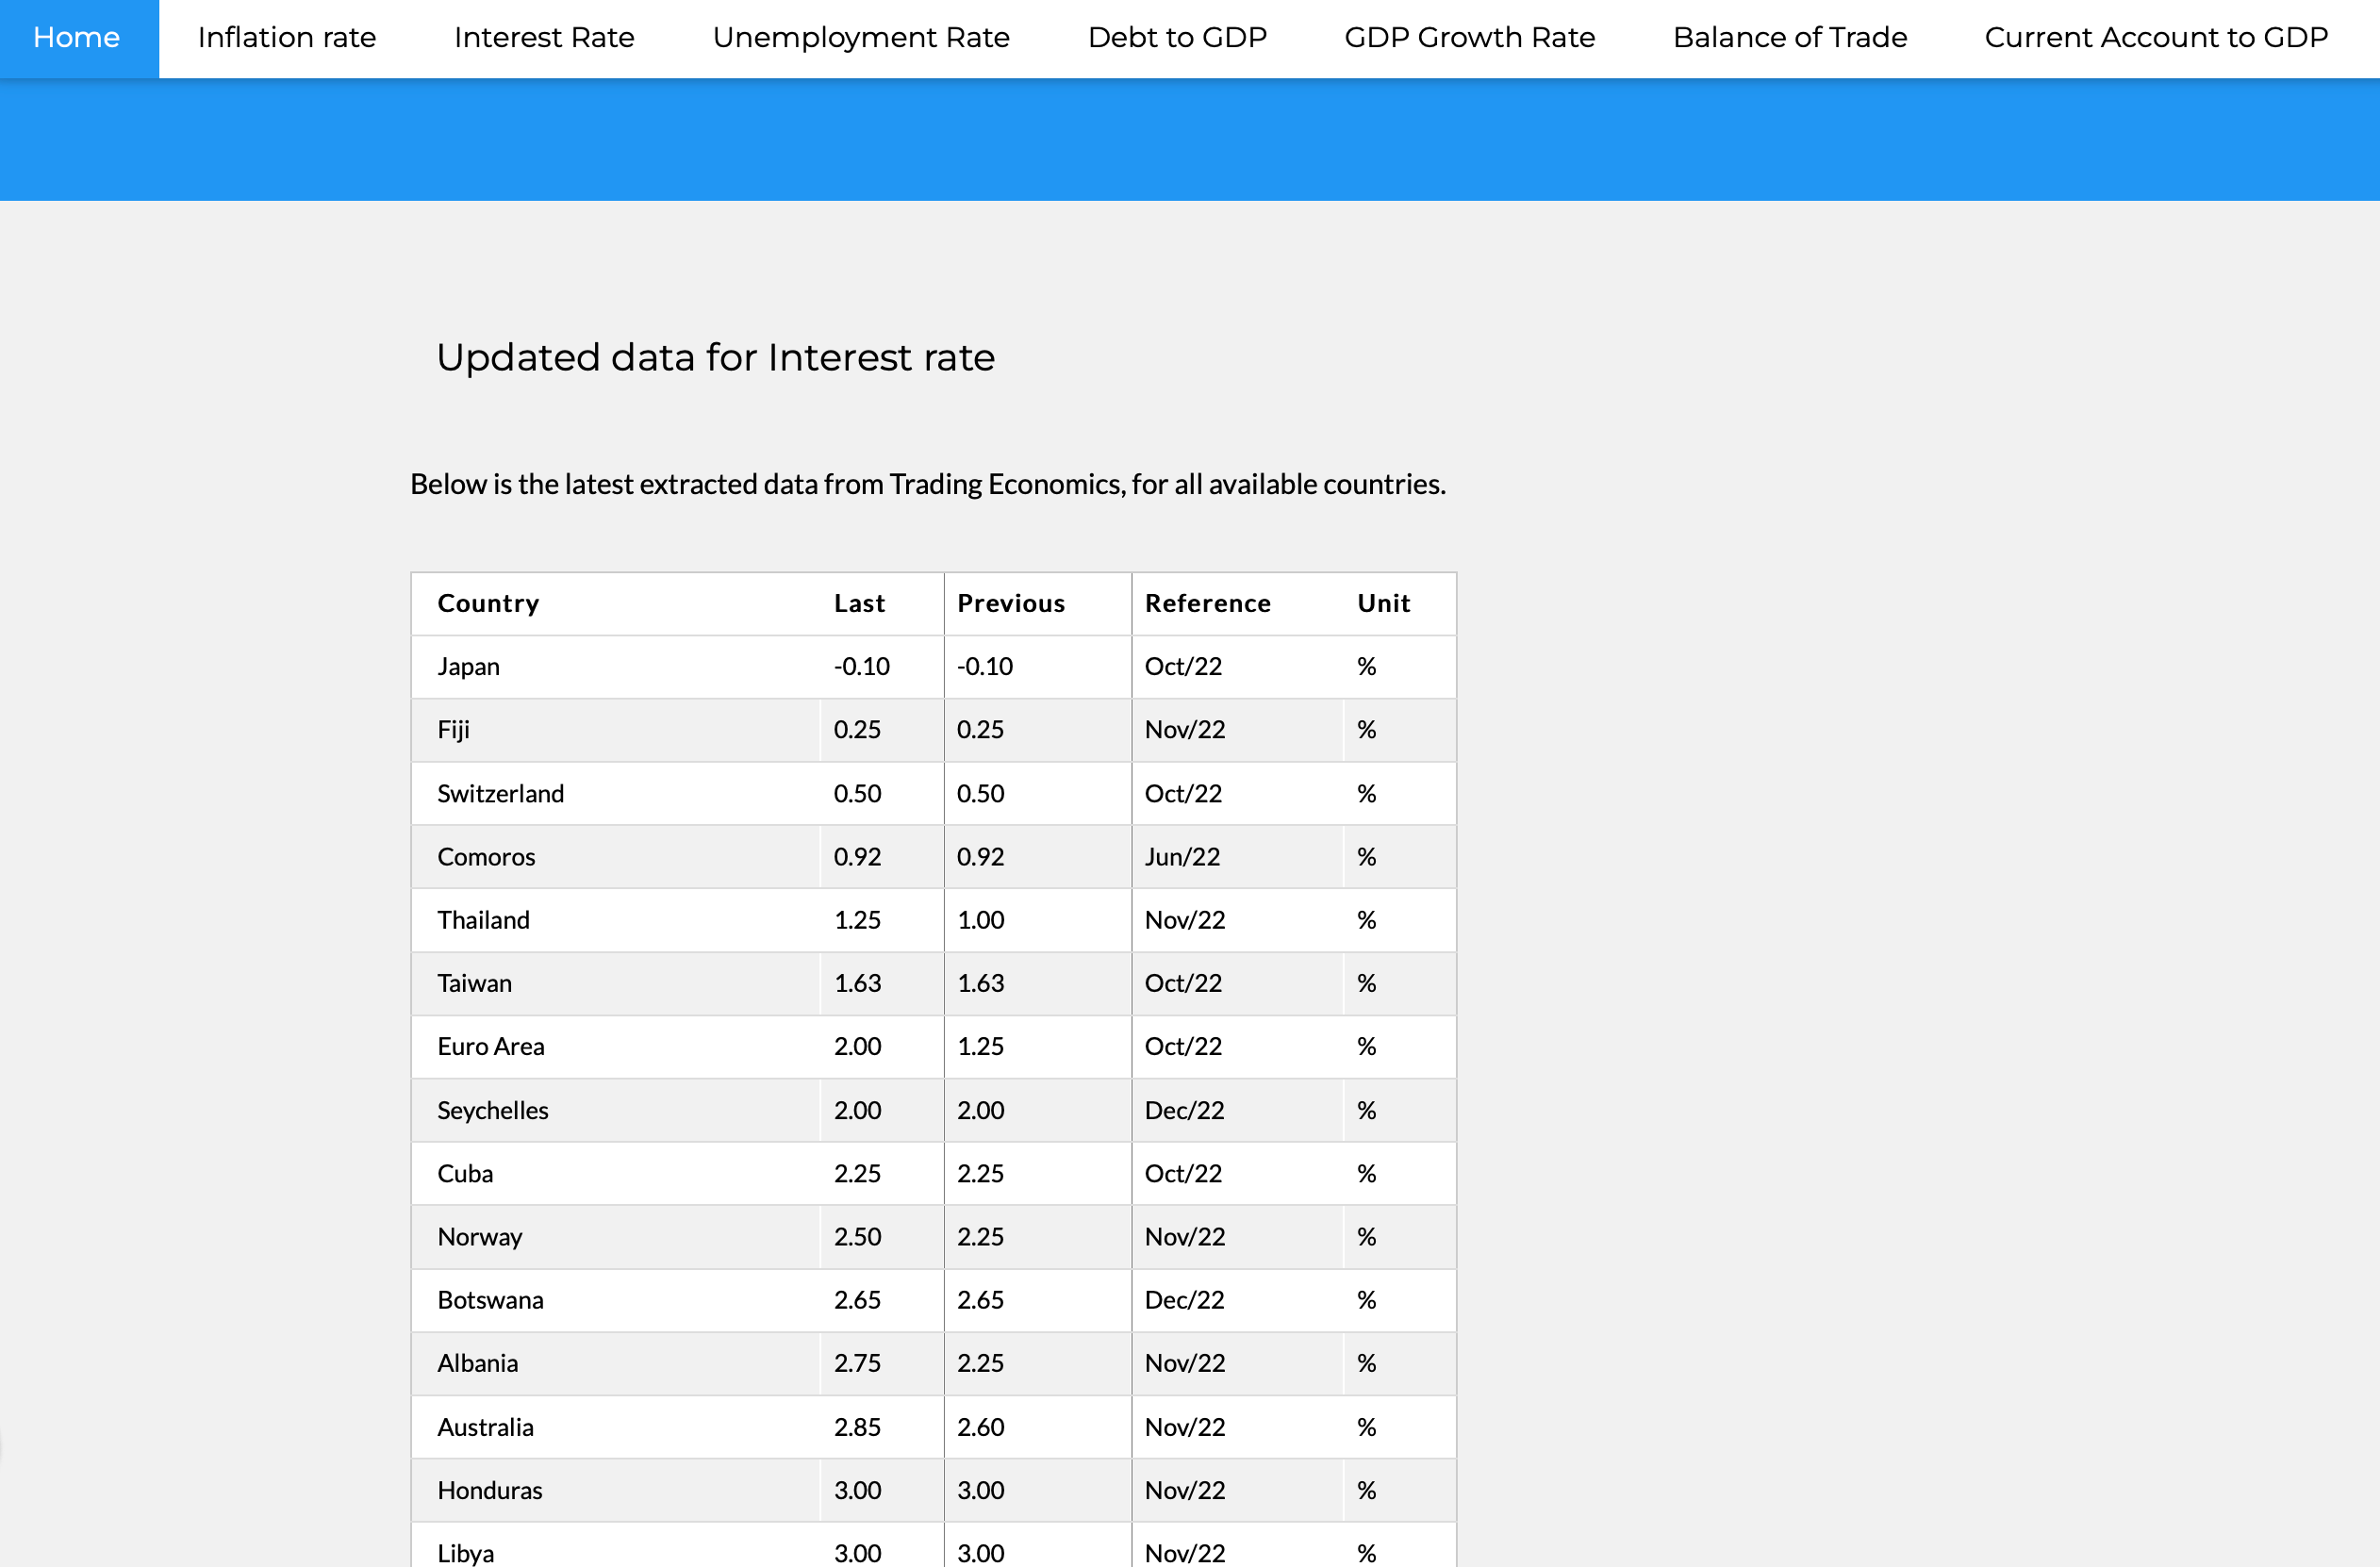 Home Inflation rate Interest Rate Unemployment Rate Debt to GDP GDP Growth Rate Balance of Trade Current Account to GDP
Updated data for Interest rate
Below is the latest extracted data from Trading Economics, for all available countries.
Country Last Previous Reference Unit
Japan -0.10 -0.10 Oct/22 %
Fiji 0.25 0.25 Nov/22 %
Switzerland 0.50 0.50 Oct/22 %
Comoros 0.92 0.92 Jun/22 %
Thailand 1.25 1.00 Nov/22 %
Taiwan 1.63 1.63 Oct/22 %
Euro Area 2.00 1.25 Oct/22 %
Seychelles 2.00 2.00 Dec/22 %
Cuba 2.25 2.25 Oct/22 %
Norway 2.50 2.25 Nov/22 %
Botswana 2.65 2.65 Dec/22 %
Albania 2.75 2.25 Nov/22 %
Australia 2.85 2.60 Nov/22 %
Honduras 3.00 3.00 Nov/22 %
Libya 3.00 3.00 Nov/22 %